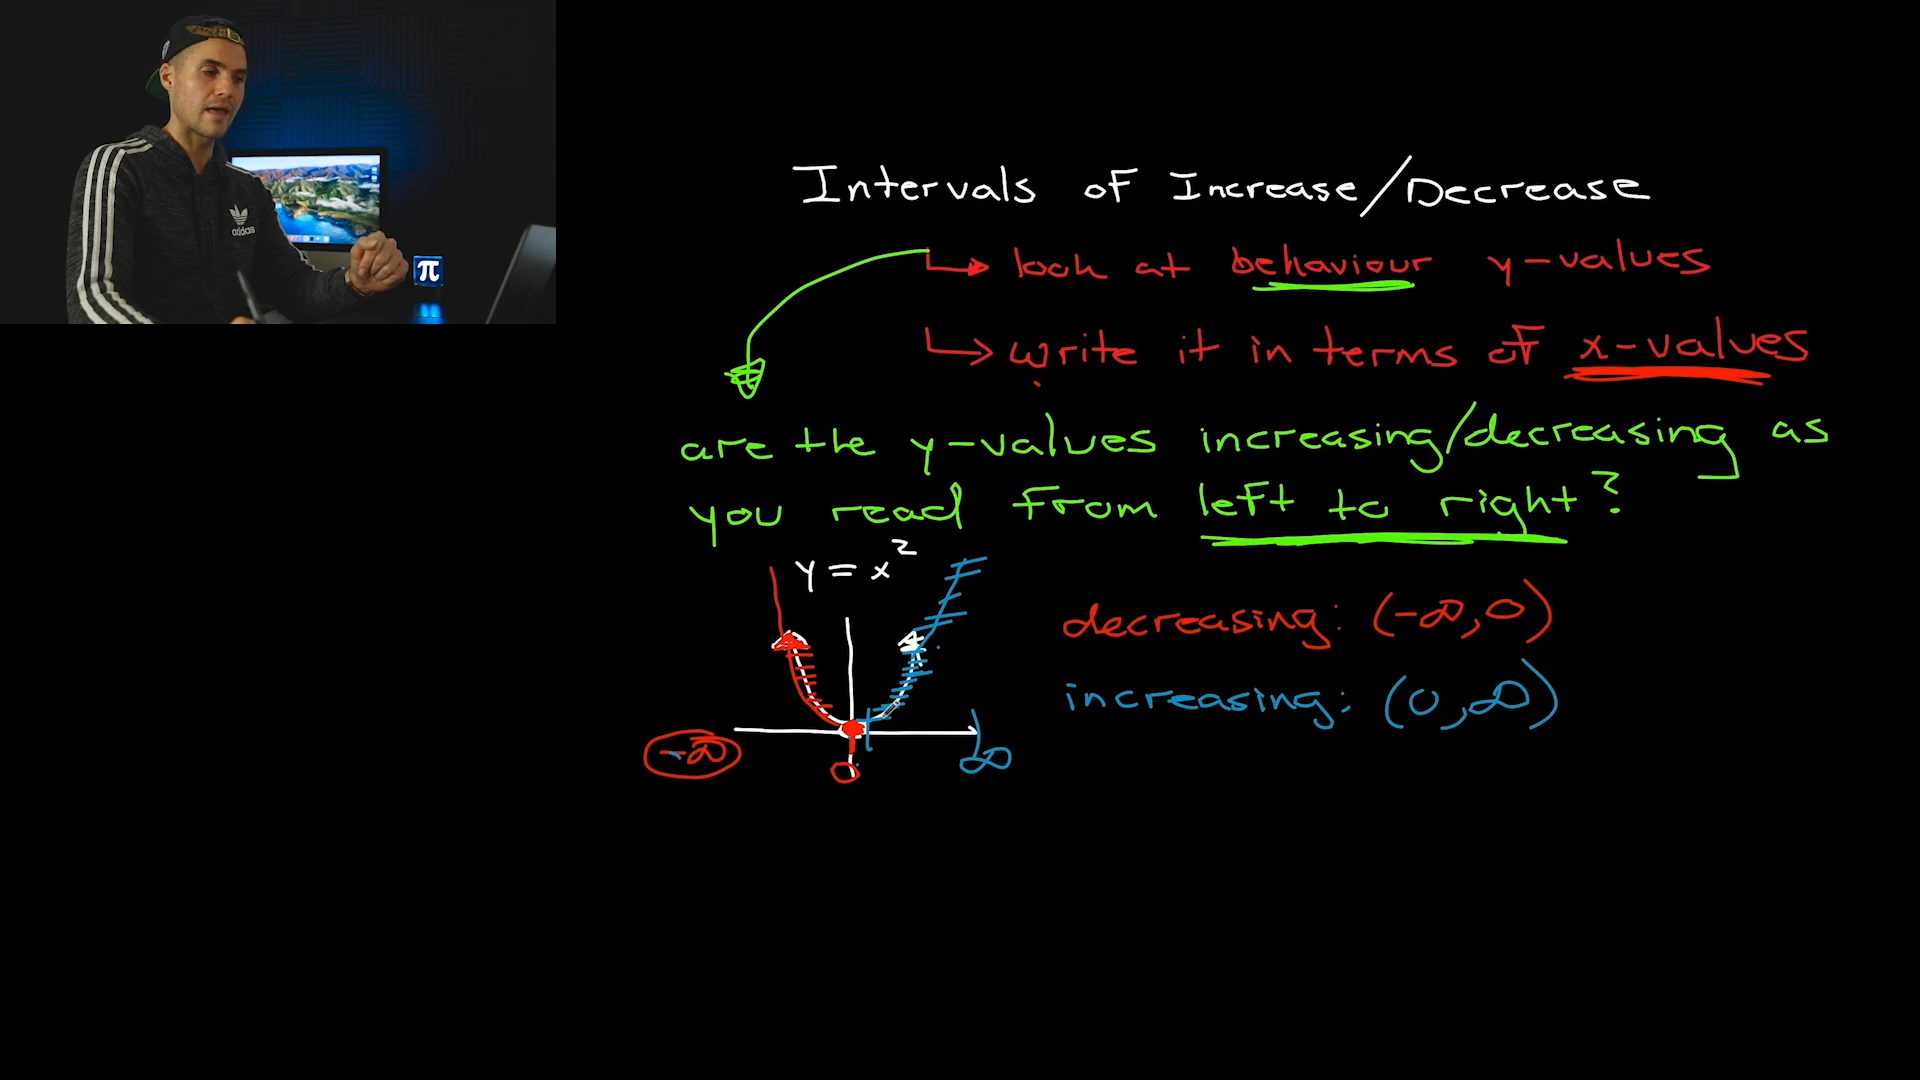 Intervals of Increase/Decrease
look at behaviour y-values
write it in terms of x-values
are the y-values increasing/decreasing as
you read from left to right?
y = x²
decreasing: (-∞,0)
increasing: (0,∞)
-∞
0
∞
adidas
π